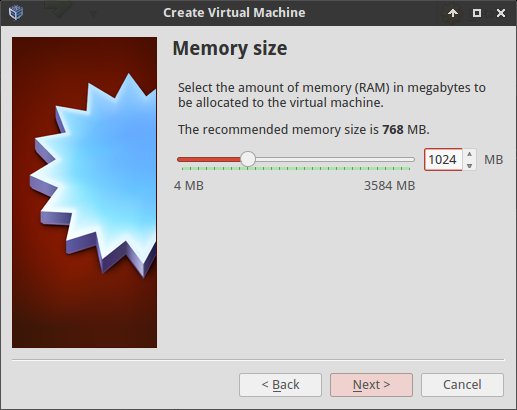 Create Virtual Machine
Memory size
Select the amount of memory (RAM) in megabytes to
be allocated to the virtual machine.
The recommended memory size is 768 MB.
1024 MB
4 MB 3584 MB
< Back Next > Cancel